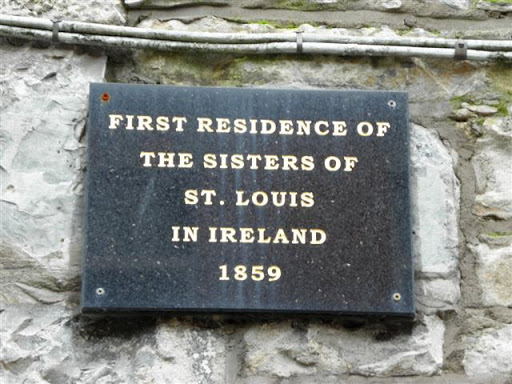 FIRST RESIDENCE OF
THE SISTERS OF
ST. LOUIS
IN IRELAND
1859